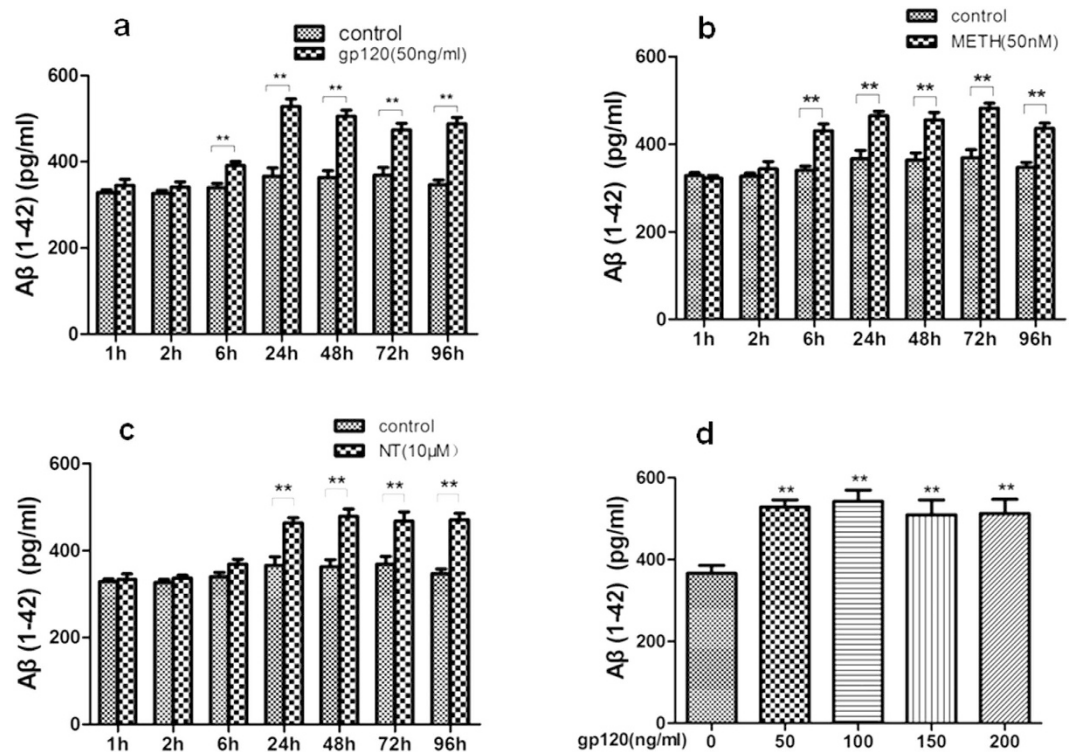 a
control
gp120(50ng/ml)
Aβ (1-42) (pg/ml)
600
400
200
0
**
**
**
**
**
1h 2h 6h 24h 48h 72h 96h
b
control
METH(50nM)
Aβ (1-42) (pg/ml)
600
400
200
0
**
**
**
**
**
1h 2h 6h 24h 48h 72h 96h
c
control
NT(10μM)
Aβ (1-42) (pg/ml)
600
400
200
0
** ** ** **
1h 2h 6h 24h 48h 72h 96h
d
Aβ (1-42) (pg/ml)
600
400
200
0
** ** ** **
gp120(ng/ml) 0 50 100 150 200